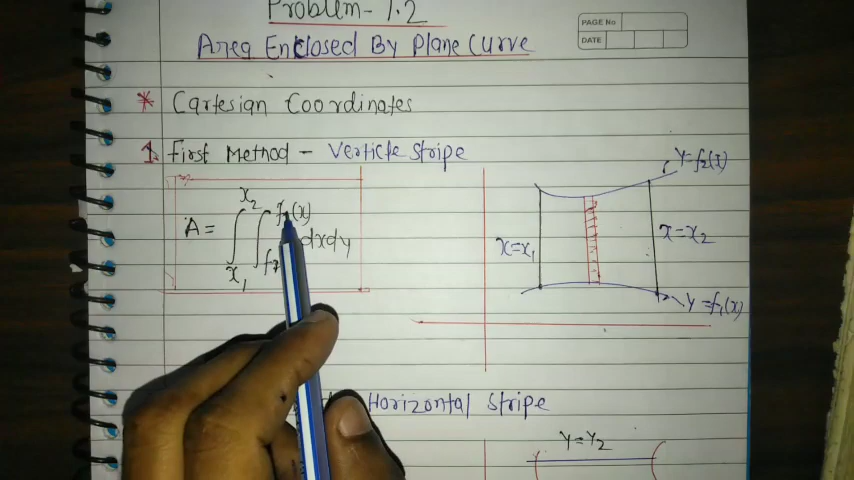 Problem - 1.2
PAGE No
DATE
Area Enclosed By Plane Curve
* Cartesian Coordinates
1. First Method - Verticle Stripe
A = ∫ x₁ x₂ ∫ f₂(x) dxdy
y = f₂(x)
x = x₁
x = x₂
y = f₁(x)
Horizontal Stripe
y = y₂